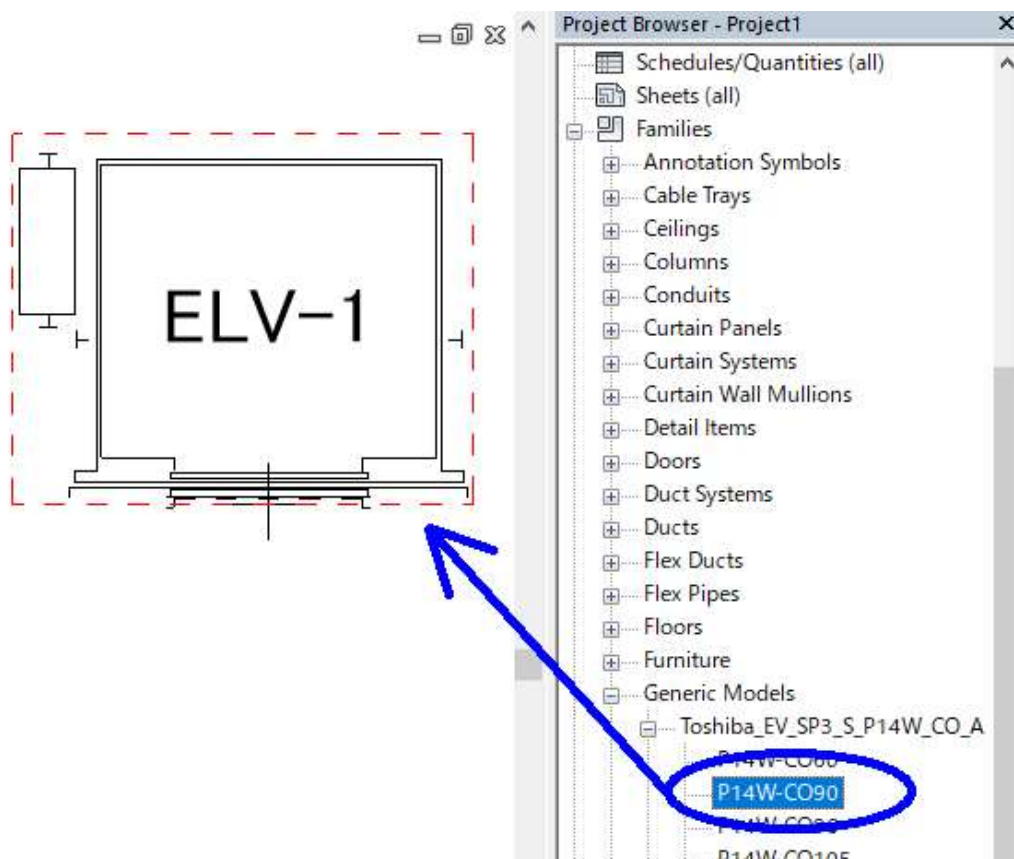 Project Browser - Project1
Schedules/Quantities (all)
Sheets (all)
Families
Annotation Symbols
Cable Trays
Ceilings
Columns
Conduits
Curtain Panels
Curtain Systems
Curtain Wall Mullions
Detail Items
Doors
Duct Systems
Ducts
Flex Ducts
Flex Pipes
Floors
Furniture
Generic Models
Toshiba_EV_SP3_S_P14W_CO_A
P14W-CO90
P14W-CO105
ELV-1